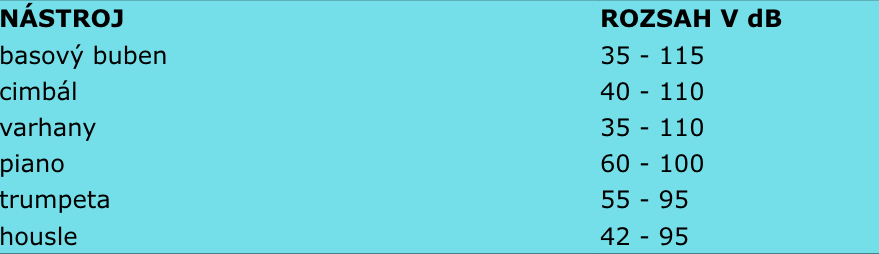 NÁSTROJ ROZSAH V dB
basový buben 35 - 115
cimbál 40 - 110
varhany 35 - 110
piano 60 - 100
trumpeta 55 - 95
housle 42 - 95